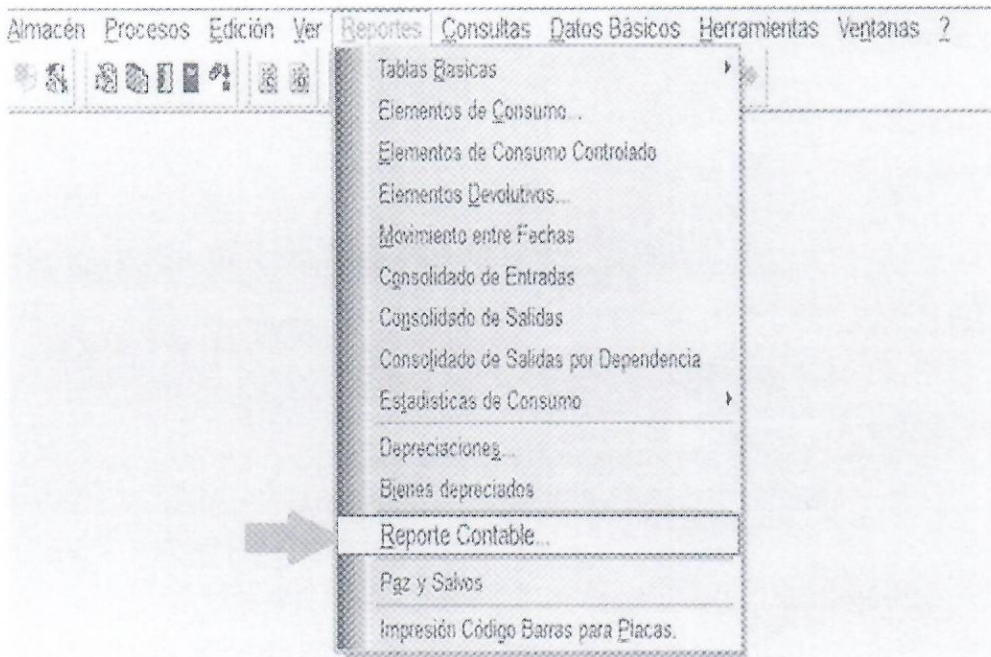 Almacén Procesos Edición Ver Reportes Consultas Datos Básicos Herramientas Ventanas ?
Tablas Basicas
Elementos de Consumo...
Elementos de Consumo Controlado
Elementos Devolutivos...
Movimiento entre Fechas
Consolidado de Entradas
Consolidado de Salidas
Consolidado de Salidas por Dependencia
Estadisticas de Consumo
Depreciaciones...
Bienes depreciados
Reporte Contable...
Paz y Salvos
Impresión Código Barras para Placas.